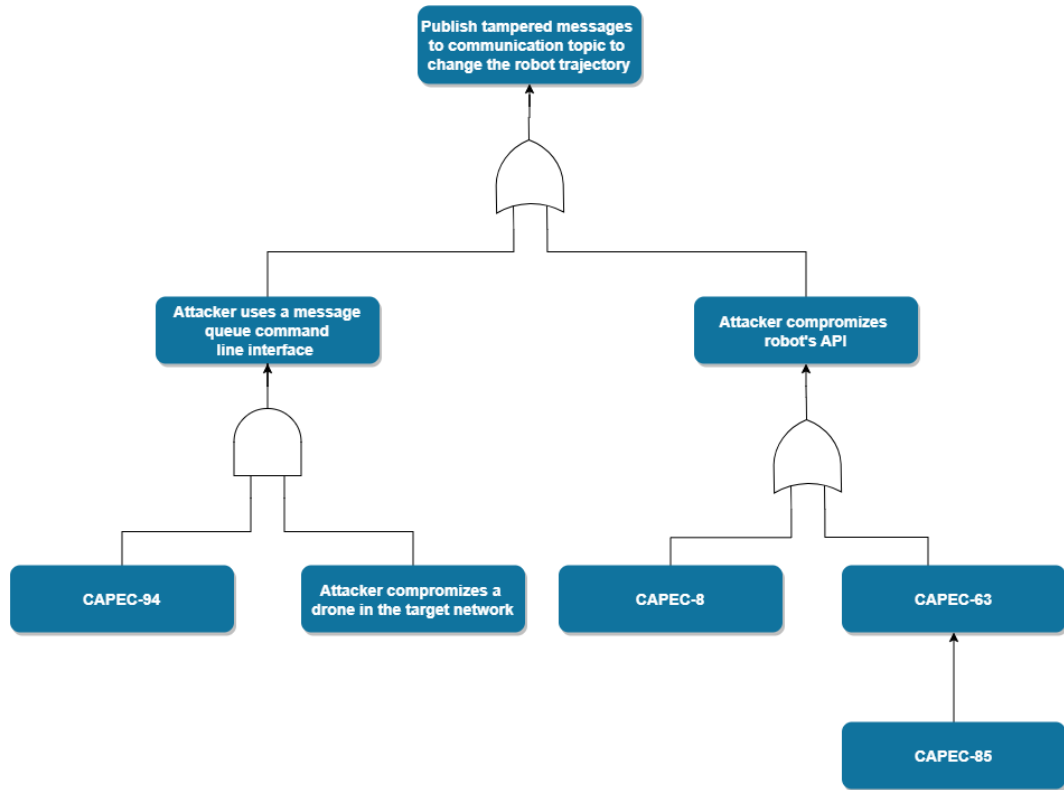 Publish tampered messages
to communication topic to
change the robot trajectory
Attacker uses a message
queue command
line interface
Attacker compromizes
robot's API
CAPEC-94
Attacker compromizes a
drone in the target network
CAPEC-8
CAPEC-63
CAPEC-85